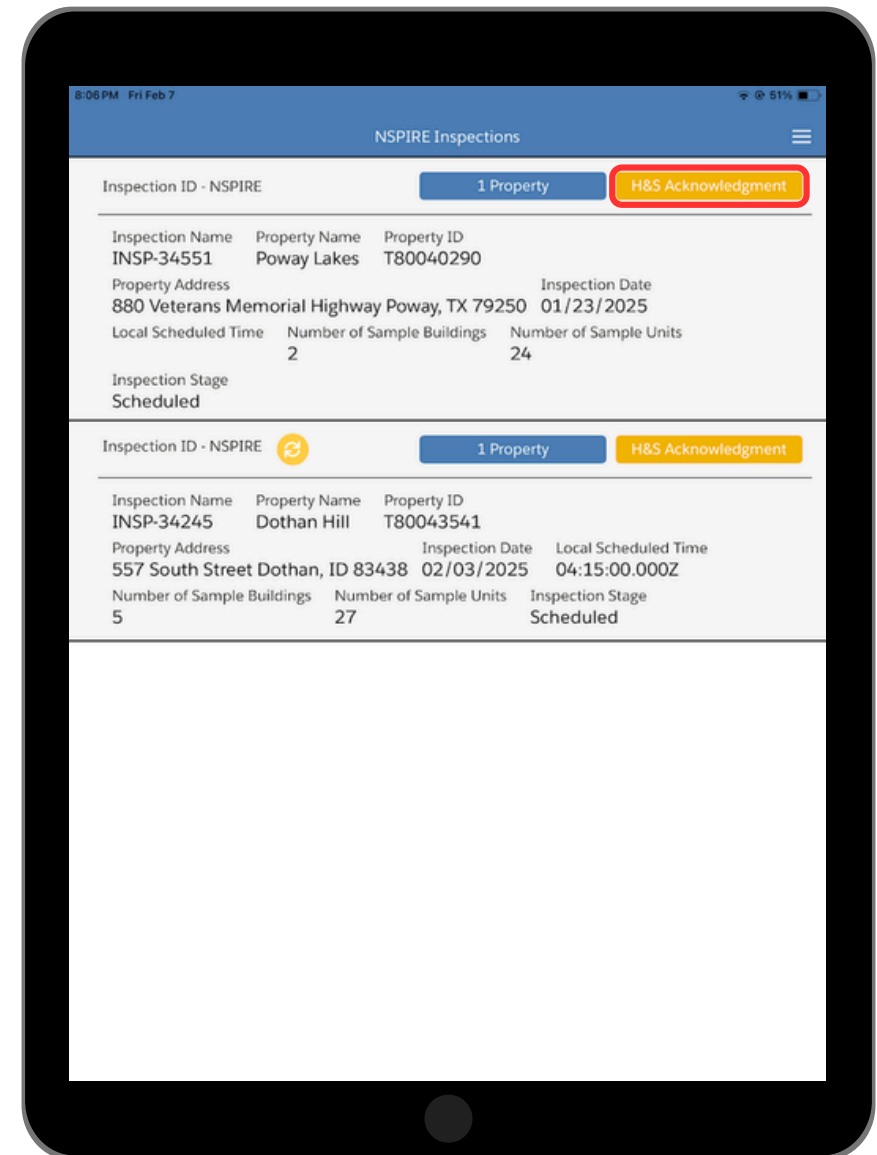 8:06 PM Fri Feb 7 51%
NSPIRE Inspections
Inspection ID - NSPIRE 1 Property H&S Acknowledgment
Inspection Name Property Name Property ID
INSP-34551 Poway Lakes T80040290
Property Address Inspection Date
880 Veterans Memorial Highway Poway, TX 79250 01/23/2025
Local Scheduled Time Number of Sample Buildings Number of Sample Units
2 24
Inspection Stage
Scheduled
Inspection ID - NSPIRE 1 Property H&S Acknowledgment
Inspection Name Property Name Property ID
INSP-34245 Dothan Hill T80043541
Property Address Inspection Date Local Scheduled Time
557 South Street Dothan, ID 83438 02/03/2025 04:15:00.000Z
Number of Sample Buildings Number of Sample Units Inspection Stage
5 27 Scheduled